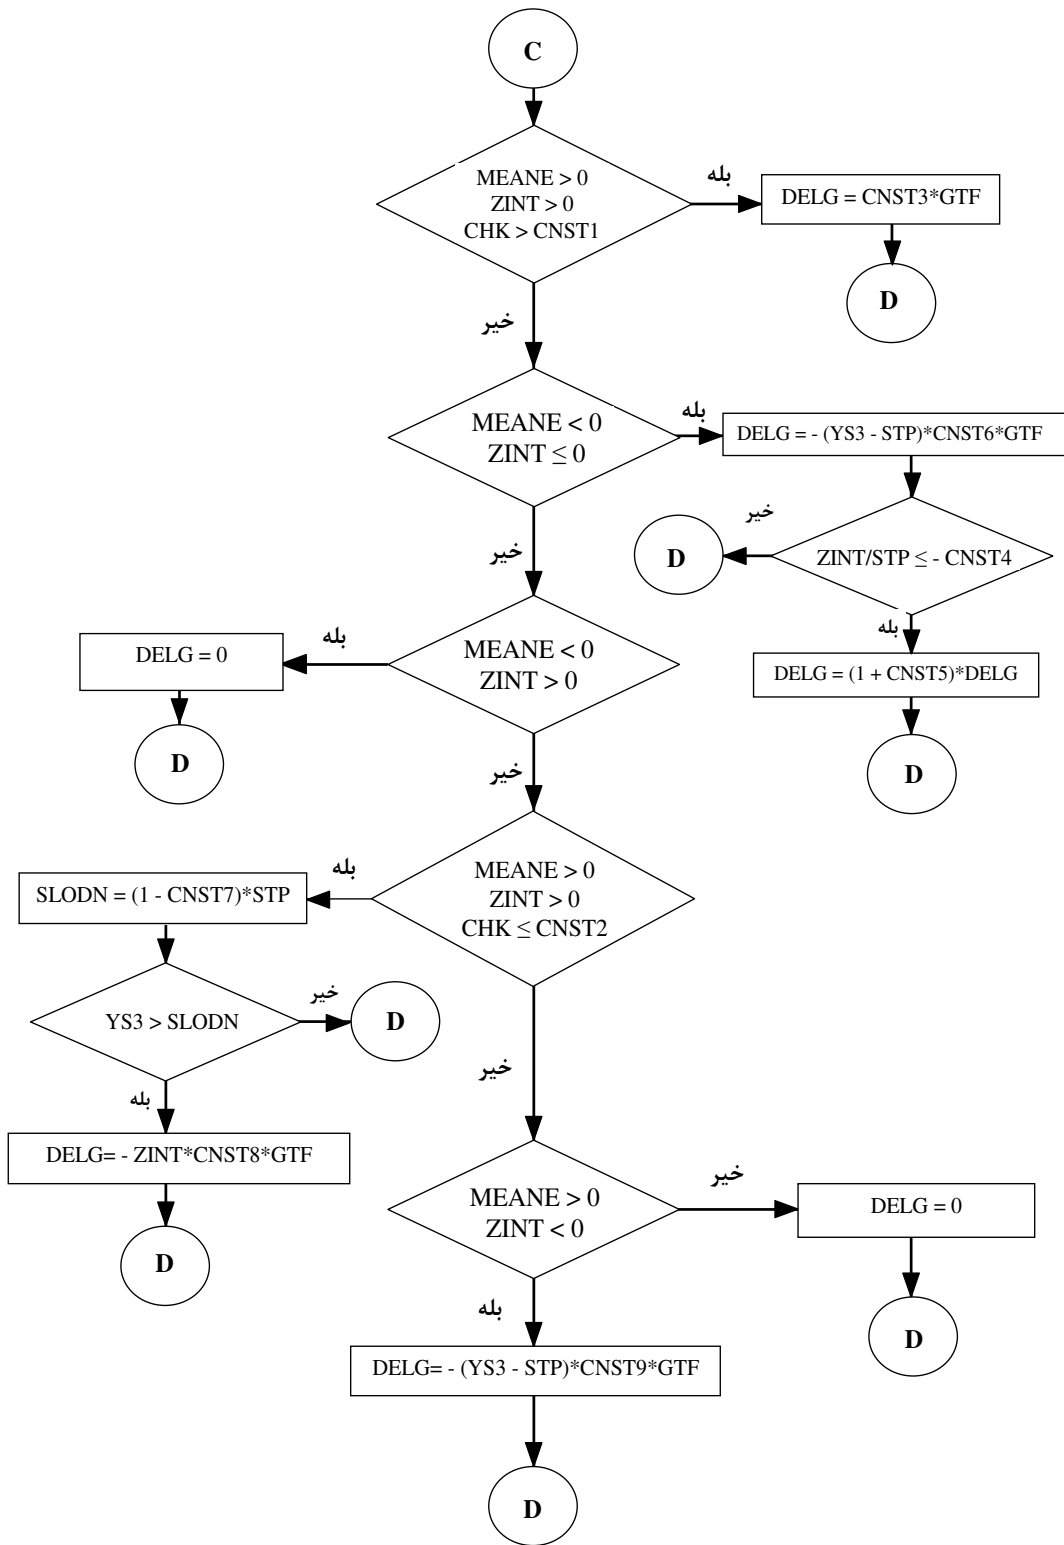 C
MEANE > 0
ZINT > 0
CHK > CNST1
بله
DELG = CNST3*GTF
D
خیر
MEANE < 0
ZINT ≤ 0
بله
DELG = - (YS3 - STP)*CNST6*GTF
خیر
ZINT/STP ≤ - CNST4
D
بله
DELG = (1 + CNST5)*DELG
D
خیر
MEANE < 0
ZINT > 0
بله
DELG = 0
D
خیر
MEANE > 0
ZINT > 0
CHK ≤ CNST2
بله
SLODN = (1 - CNST7)*STP
YS3 > SLODN
خیر
D
بله
DELG= - ZINT*CNST8*GTF
D
خیر
MEANE > 0
ZINT < 0
خیر
DELG = 0
D
بله
DELG= - (YS3 - STP)*CNST9*GTF
D